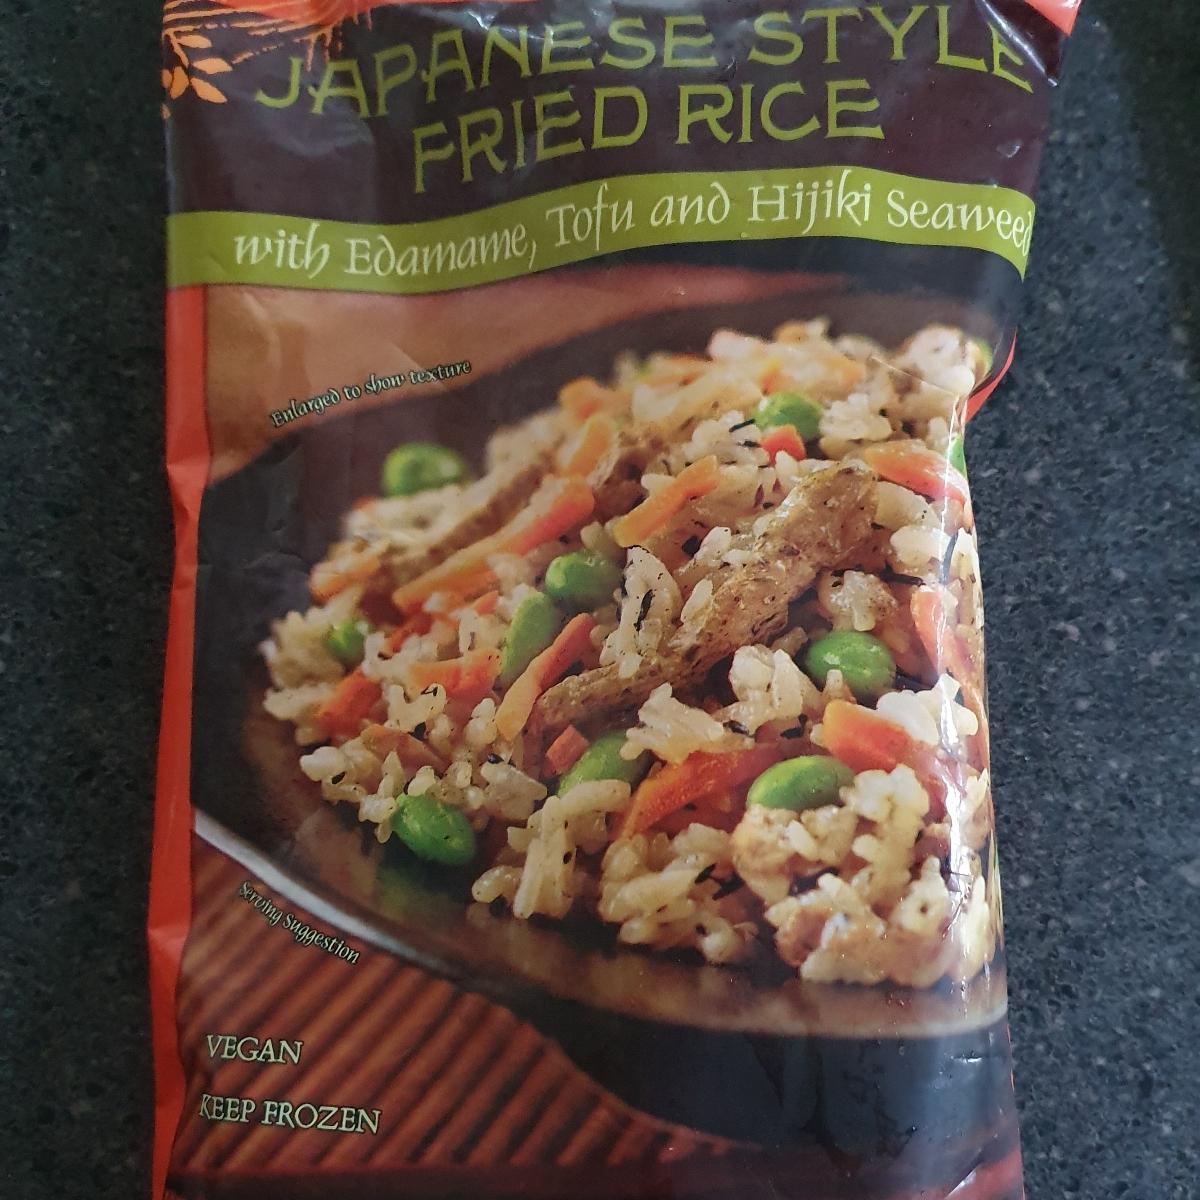 JAPANESE STYLE
FRIED RICE
with Edamame, Tofu and Hijiki Seaweed
Enlarged to show texture
Serving Suggestion
VEGAN
KEEP FROZEN